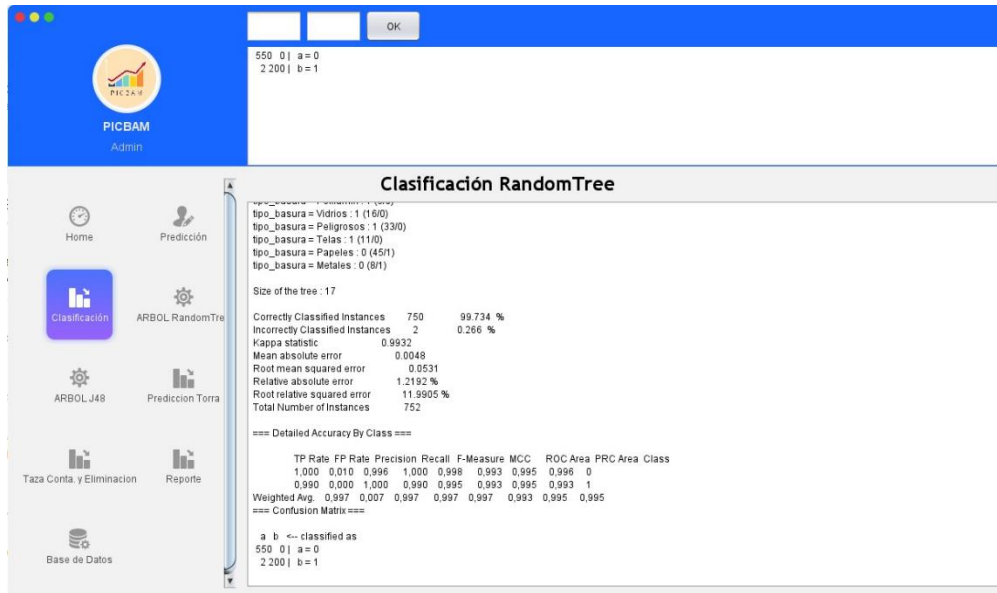 OK
550 0 | a = 0
2 200 | b = 1
PICBAM
PICBAM
Admin
Home
Predicción
Clasificación
ARBOL RandomTre
ARBOL J48
Prediccion Torra
Taza Conta. y Eliminacion
Reporte
Base de Datos
Clasificación RandomTree
tipo_basura = Vidrios : 1 (16/0)
tipo_basura = Peligrosos : 1 (33/0)
tipo_basura = Telas : 1 (11/0)
tipo_basura = Papeles : 0 (45/1)
tipo_basura = Metales : 0 (8/1)
Size of the tree : 17
Correctly Classified Instances 750 99.734 %
Incorrectly Classified Instances 2 0.266 %
Kappa statistic 0.9932
Mean absolute error 0.0048
Root mean squared error 0.0531
Relative absolute error 1.2192 %
Root relative squared error 11.9905 %
Total Number of Instances 752
=== Detailed Accuracy By Class ===
TP Rate FP Rate Precision Recall F-Measure MCC ROC Area PRC Area Class
1,000 0,010 0,996 1,000 0,998 0,993 0,995 0,996 0
0,990 0,000 1,000 0,990 0,995 0,993 0,995 0,993 1
Weighted Avg. 0,997 0,007 0,997 0,997 0,997 0,993 0,995 0,995
=== Confusion Matrix ===
a b <-- classified as
550 0 | a = 0
2 200 | b = 1